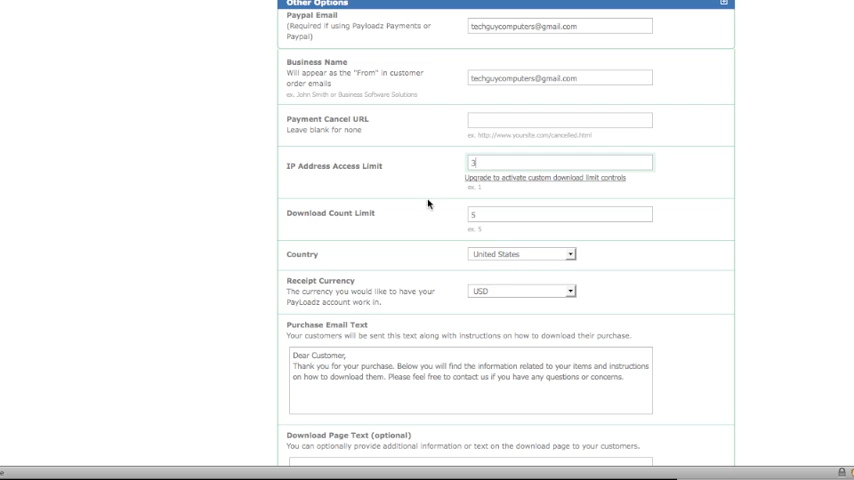 Other Options
Paypal Email
(Required if using Payloadz Payments or
Paypal)
techguycomputers@gmail.com
Business Name
Will appear as the "From" in customer
order emails
ex. John Smith or Business Software Solutions
techguycomputers@gmail.com
Payment Cancel URL
Leave blank for none
ex. http://www.yoursite.com/cancelled.html
IP Address Access Limit
3
Upgrade to activate custom download limit controls
ex. 1
Download Count Limit
5
ex. 5
Country
United States
Receipt Currency
The currency you would like to have your
PayLoadz account work in.
USD
Purchase Email Text
Your customers will be sent this text along with instructions on how to download their purchase.
Dear Customer,
Thank you for your purchase. Below you will find the information related to your items and instructions
on how to download them. Please feel free to contact us if you have any questions or concerns.
Download Page Text (optional)
You can optionally provide additional information or text on the download page to your customers.